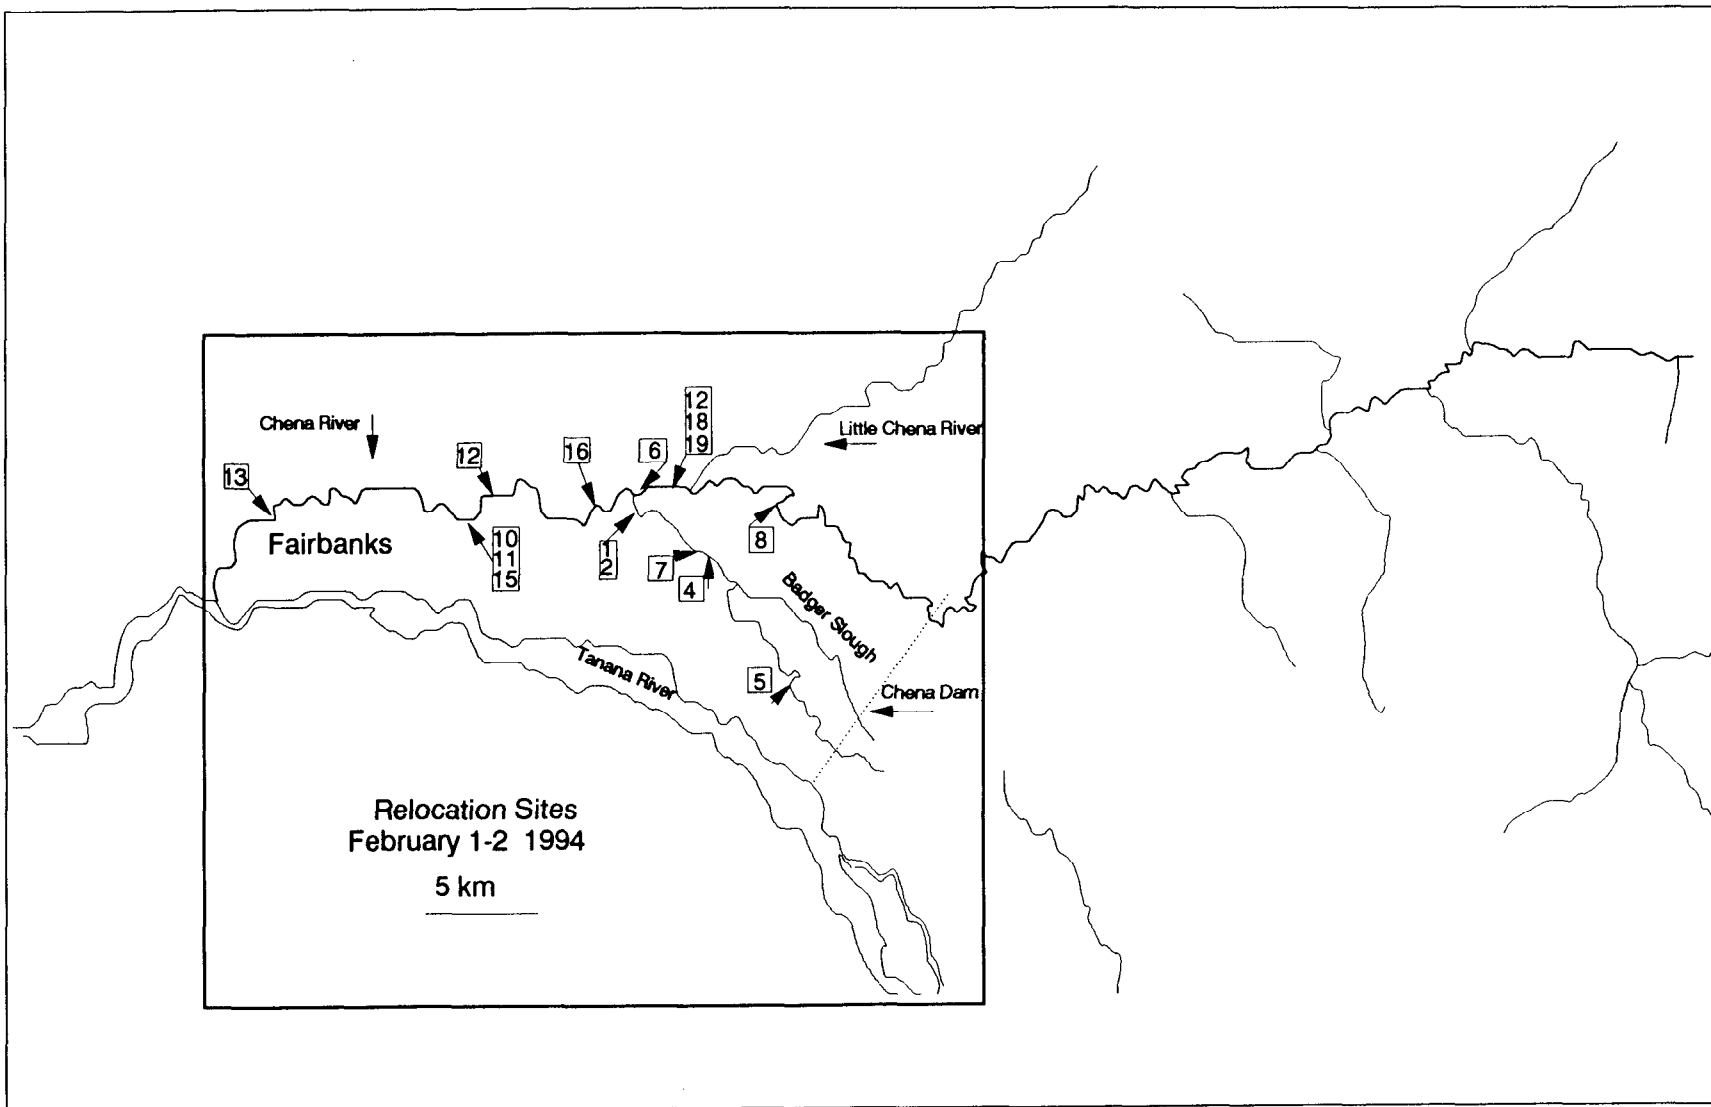 12
18
19
Chena River
Little Chena River
12
16
6
13
10
11
15
Fairbanks
1
2
7
4
8
Badger Slough
Tanana River
5
Chena Dam
Relocation Sites
February 1-2 1994
5 km